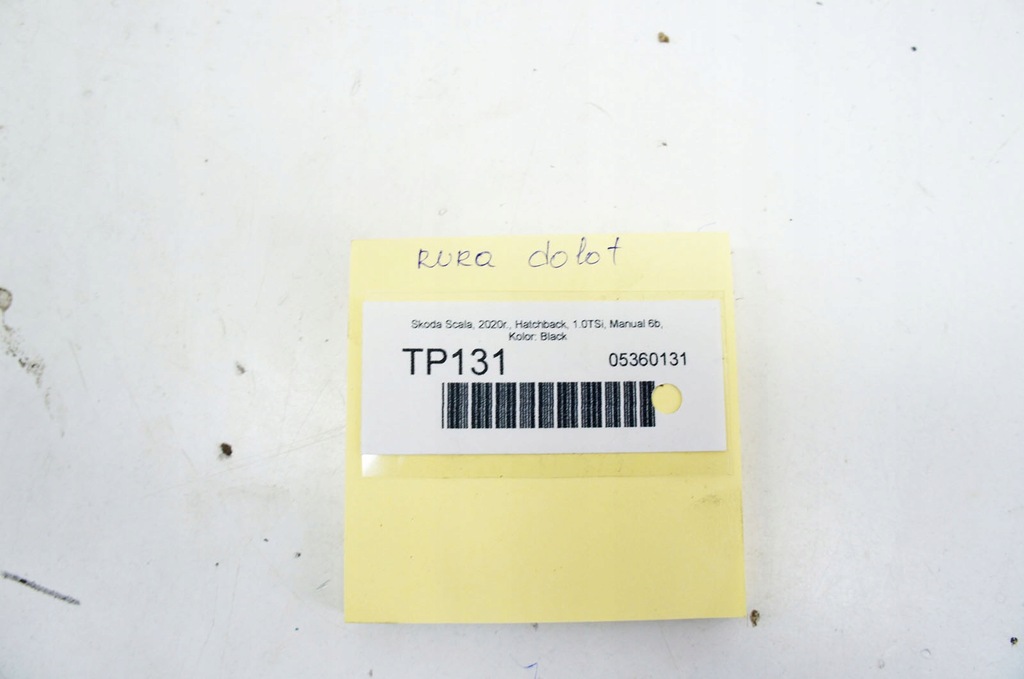 RURA dolot
Skoda Scala, 2020r., Hatchback, 1.0TSi, Manual 6b,
Kolor: Black
TP131 05360131